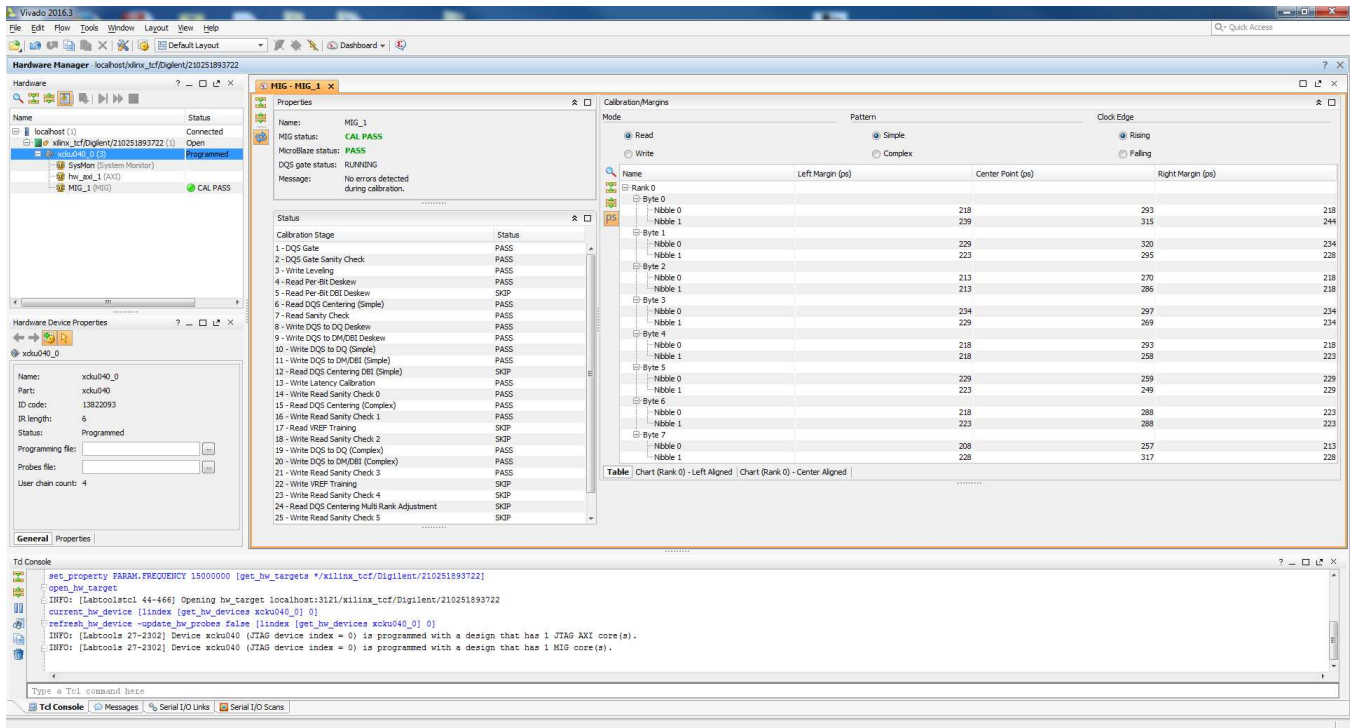 Vivado 2016.3
File Edit Flow Tools Window Layout View Help
Q- Quick Access
Default Layout
Dashboard
Hardware Manager - localhost/xilinx_tcf/Digilent/210251893722
Hardware
Name Status
localhost (1) Connected
xilinx_tcf/Digilent/210251893722 (1) Open
xcku040_0 (3) Programmed
SysMon (System Monitor)
hw_axi_1 (AXI)
MIG_1 (MIG) CAL PASS
Hardware Device Properties
xcku040_0
Name: xcku040_0
Part: xcku040
ID code: 13822093
IR length: 6
Status: Programmed
Programming file:
Probes file:
User chain count: 4
General Properties
MIG - MIG_1
Properties
Name: MIG_1
MIG status: CAL PASS
MicroBlaze status: PASS
DQS gate status: RUNNING
Message: No errors detected
during calibration.
Status
Calibration Stage Status
1 - DQS Gate PASS
2 - DQS Gate Sanity Check PASS
3 - Write Leveling PASS
4 - Read Per-Bit Deskew PASS
5 - Read Per-Bit DBI Deskew SKIP
6 - Read DQS Centering (Simple) PASS
7 - Read Sanity Check PASS
8 - Write DQS to DQ Deskew PASS
9 - Write DQS to DM/DBI Deskew PASS
10 - Write DQS to DQ (Simple) PASS
11 - Write DQS to DM/DBI (Simple) PASS
12 - Read DQS Centering DBI (Simple) SKIP
13 - Write Latency Calibration PASS
14 - Write Read Sanity Check 0 PASS
15 - Read DQS Centering (Complex) PASS
16 - Write Read Sanity Check 1 PASS
17 - Read VREF Training SKIP
18 - Write Read Sanity Check 2 SKIP
19 - Write DQS to DQ (Complex) PASS
20 - Write DQS to DM/DBI (Complex) PASS
21 - Write Read Sanity Check 3 PASS
22 - Write VREF Training SKIP
23 - Write Read Sanity Check 4 SKIP
24 - Read DQS Centering Multi Rank Adjustment SKIP
25 - Write Read Sanity Check 5 SKIP
Calibration/Margins
Mode Pattern Clock Edge
Read Simple Rising
Write Complex Falling
ps
Name Left Margin (ps) Center Point (ps) Right Margin (ps)
Rank 0
Byte 0
Nibble 0 218 293 218
Nibble 1 239 315 244
Byte 1
Nibble 0 229 320 234
Nibble 1 223 295 228
Byte 2
Nibble 0 213 270 218
Nibble 1 213 286 218
Byte 3
Nibble 0 234 297 234
Nibble 1 229 269 234
Byte 4
Nibble 0 218 293 218
Nibble 1 218 258 223
Byte 5
Nibble 0 229 259 229
Nibble 1 223 249 229
Byte 6
Nibble 0 218 288 223
Nibble 1 223 288 223
Byte 7
Nibble 0 208 257 213
Nibble 1 228 317 228
Table Chart (Rank 0) - Left Aligned Chart (Rank 0) - Center Aligned
Tcl Console
set_property PARAM.FREQUENCY 15000000 [get_hw_targets */xilinx_tcf/Digilent/210251893722]
open_hw_target
INFO: [Labtoolstcl 44-466] Opening hw_target localhost:3121/xilinx_tcf/Digilent/210251893722
current_hw_device [lindex [get_hw_devices xcku040_0] 0]
refresh_hw_device -update_hw_probes false [lindex [get_hw_devices xcku040_0] 0]
INFO: [Labtools 27-2302] Device xcku040 (JTAG device index = 0) is programmed with a design that has 1 JTAG AXI core(s).
INFO: [Labtools 27-2302] Device xcku040 (JTAG device index = 0) is programmed with a design that has 1 MIG core(s).
Type a Tcl command here
Tcl Console Messages Serial I/O Links Serial I/O Scans